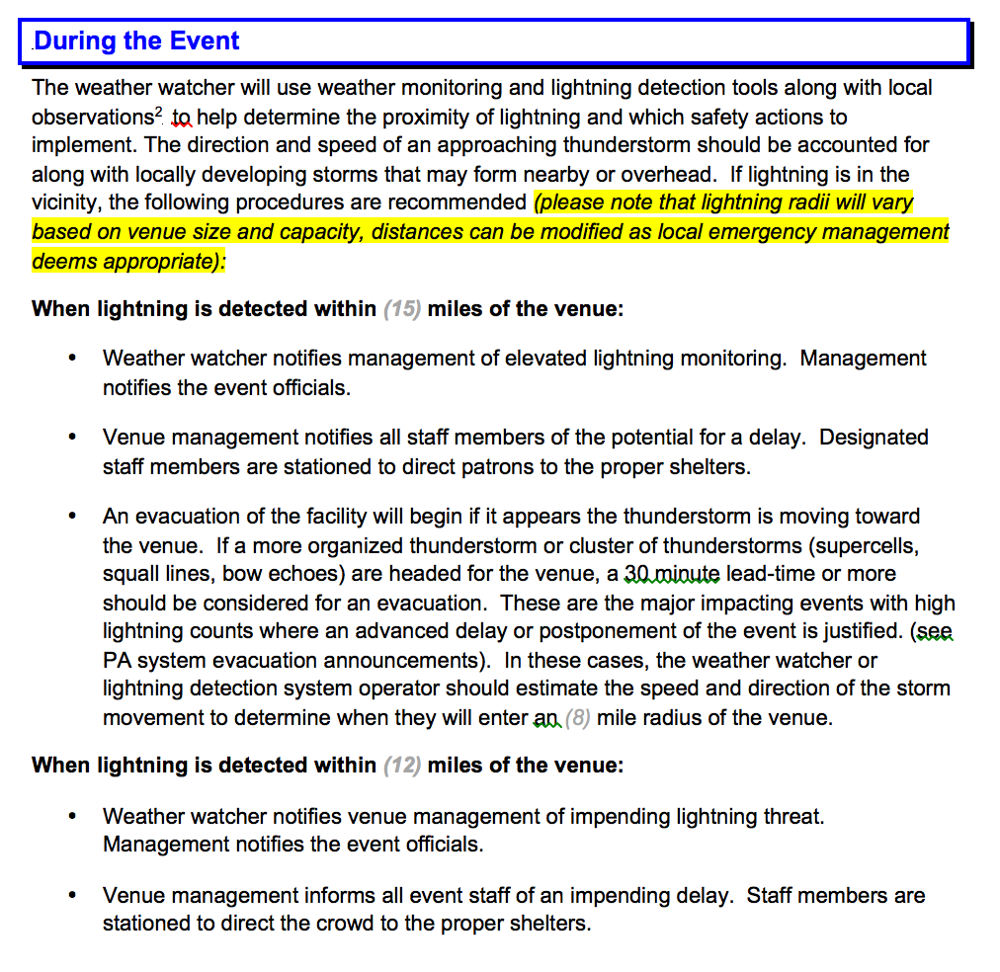 During the Event
The weather watcher will use weather monitoring and lightning detection tools along with local
observations² to help determine the proximity of lightning and which safety actions to
implement. The direction and speed of an approaching thunderstorm should be accounted for
along with locally developing storms that may form nearby or overhead.  If lightning is in the
vicinity, the following procedures are recommended (please note that lightning radii will vary
based on venue size and capacity, distances can be modified as local emergency management
deems appropriate):
When lightning is detected within (15) miles of the venue:
• Weather watcher notifies management of elevated lightning monitoring.  Management
notifies the event officials.
• Venue management notifies all staff members of the potential for a delay.  Designated
staff members are stationed to direct patrons to the proper shelters.
• An evacuation of the facility will begin if it appears the thunderstorm is moving toward
the venue.  If a more organized thunderstorm or cluster of thunderstorms (supercells,
squall lines, bow echoes) are headed for the venue, a 30 minute lead-time or more
should be considered for an evacuation.  These are the major impacting events with high
lightning counts where an advanced delay or postponement of the event is justified. (see
PA system evacuation announcements).  In these cases, the weather watcher or
lightning detection system operator should estimate the speed and direction of the storm
movement to determine when they will enter an (8) mile radius of the venue.
When lightning is detected within (12) miles of the venue:
• Weather watcher notifies venue management of impending lightning threat.
Management notifies the event officials.
• Venue management informs all event staff of an impending delay.  Staff members are
stationed to direct the crowd to the proper shelters.